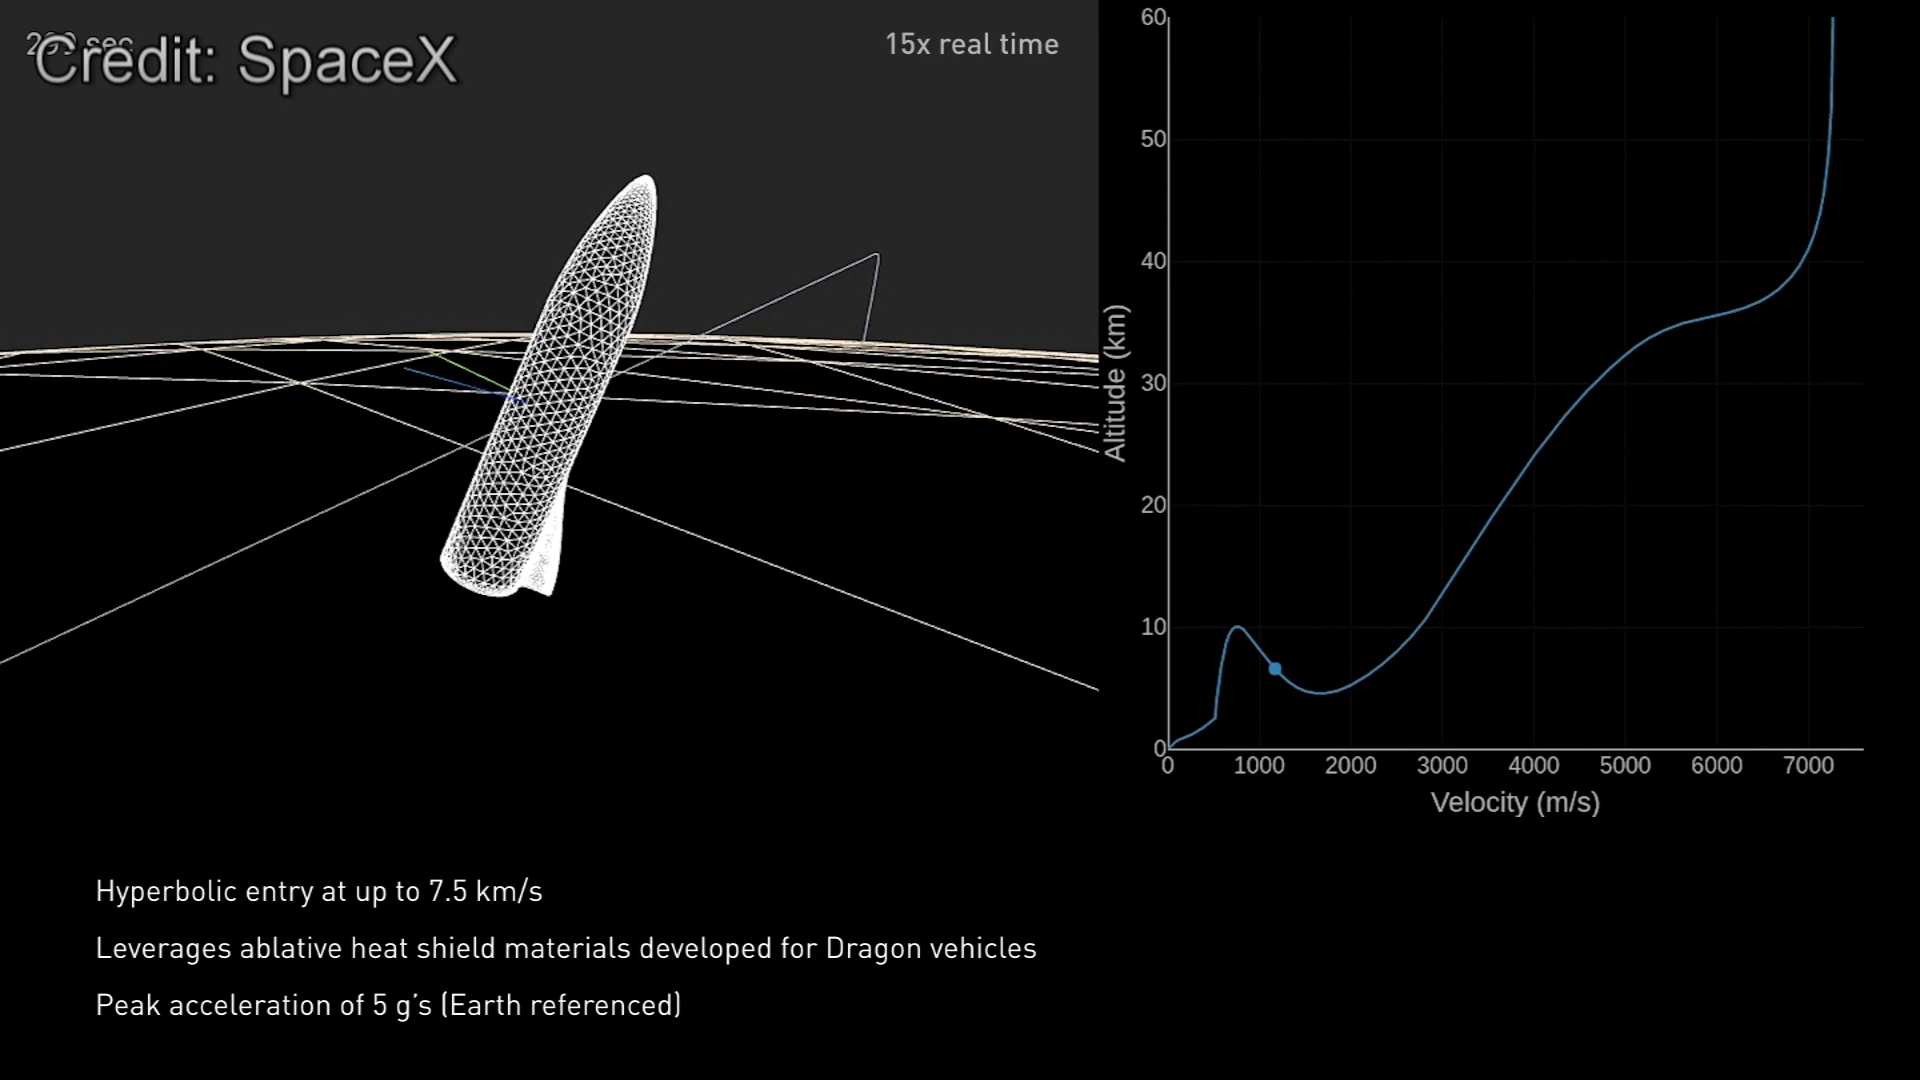 Credit: SpaceX
15x real time
60
50
40
30
20
10
0
Altitude (km)
0 1000 2000 3000 4000 5000 6000 7000
Velocity (m/s)
Hyperbolic entry at up to 7.5 km/s
Leverages ablative heat shield materials developed for Dragon vehicles
Peak acceleration of 5 g's (Earth referenced)